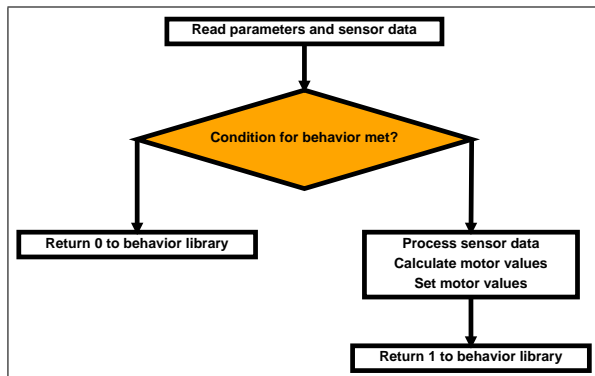 Read parameters and sensor data
Condition for behavior met?
Return 0 to behavior library
Process sensor data
Calculate motor values
Set motor values
Return 1 to behavior library